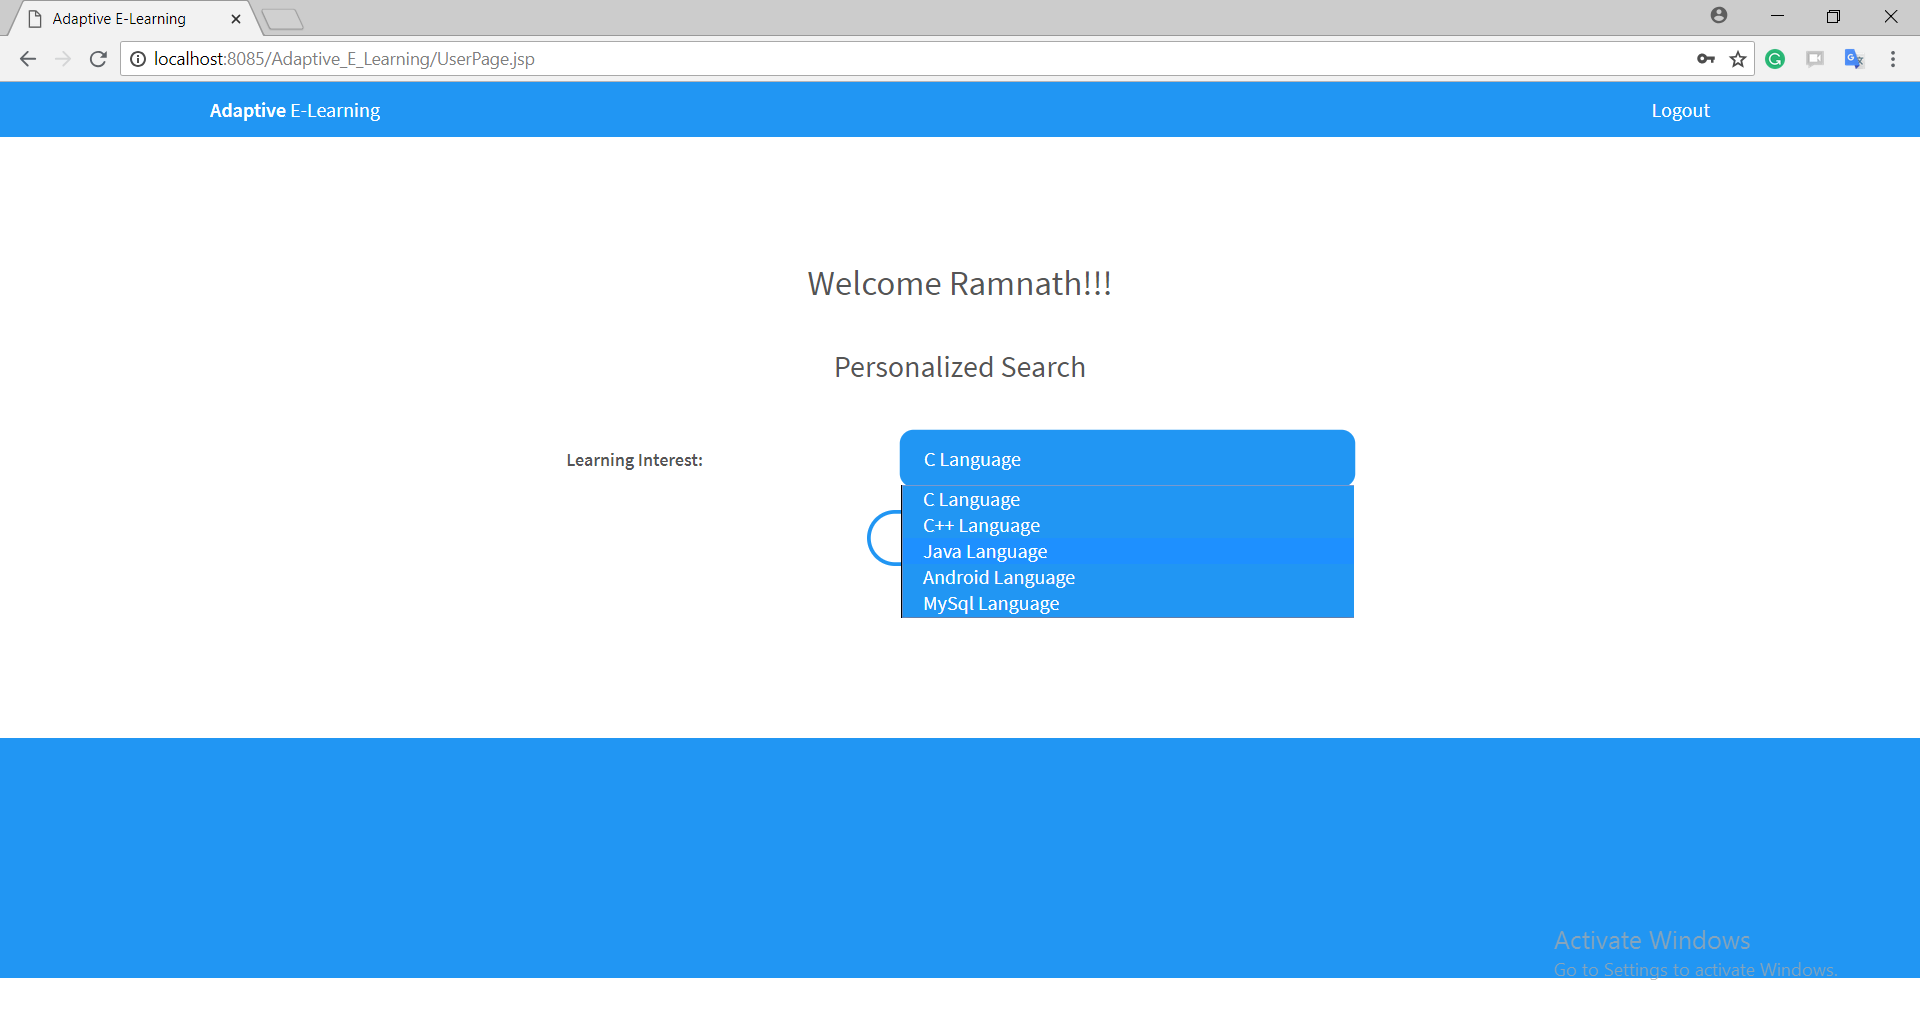 Adaptive E-Learning
localhost:8085/Adaptive_E_Learning/UserPage.jsp
Adaptive E-Learning
Logout
Welcome Ramnath!!!
Personalized Search
Learning Interest:
C Language
C Language
C++ Language
Java Language
Android Language
MySql Language
Activate Windows
Go to Settings to activate Windows.